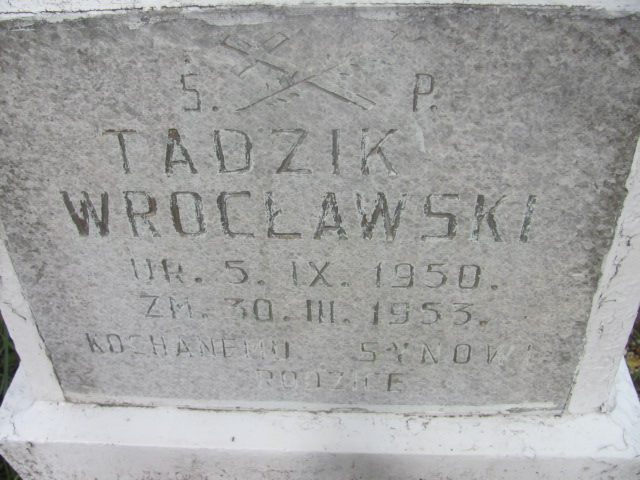 Ś. P.
TADZIK
WROCŁAWSKI
UR. 5. IX. 1950.
ZM. 30. III. 1953.
KOCHANEMU SYNOWI
RODZICE